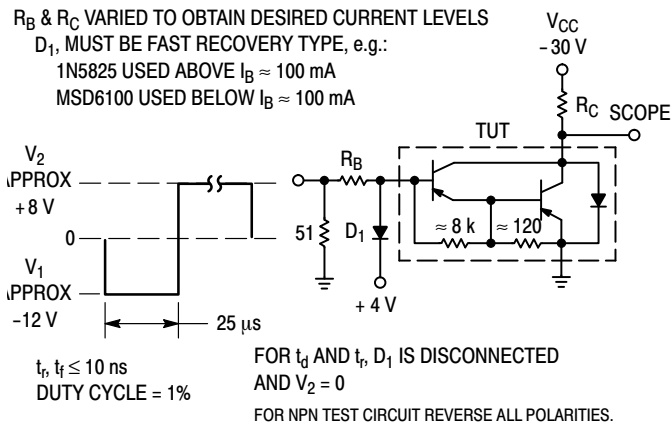 R_B & R_C VARIED TO OBTAIN DESIRED CURRENT LEVELS
D_1, MUST BE FAST RECOVERY TYPE, e.g.:
1N5825 USED ABOVE I_B ≈ 100 mA
MSD6100 USED BELOW I_B ≈ 100 mA
V_CC
- 30 V
R_C
SCOPE
TUT
R_B
V_2
APPROX
+8 V
0
51
D_1
≈ 8 k
≈ 120
V_1
APPROX
-12 V
+ 4 V
25 µs
t_r, t_f ≤ 10 ns
DUTY CYCLE = 1%
FOR t_d AND t_r, D_1 IS DISCONNECTED
AND V_2 = 0
FOR NPN TEST CIRCUIT REVERSE ALL POLARITIES.